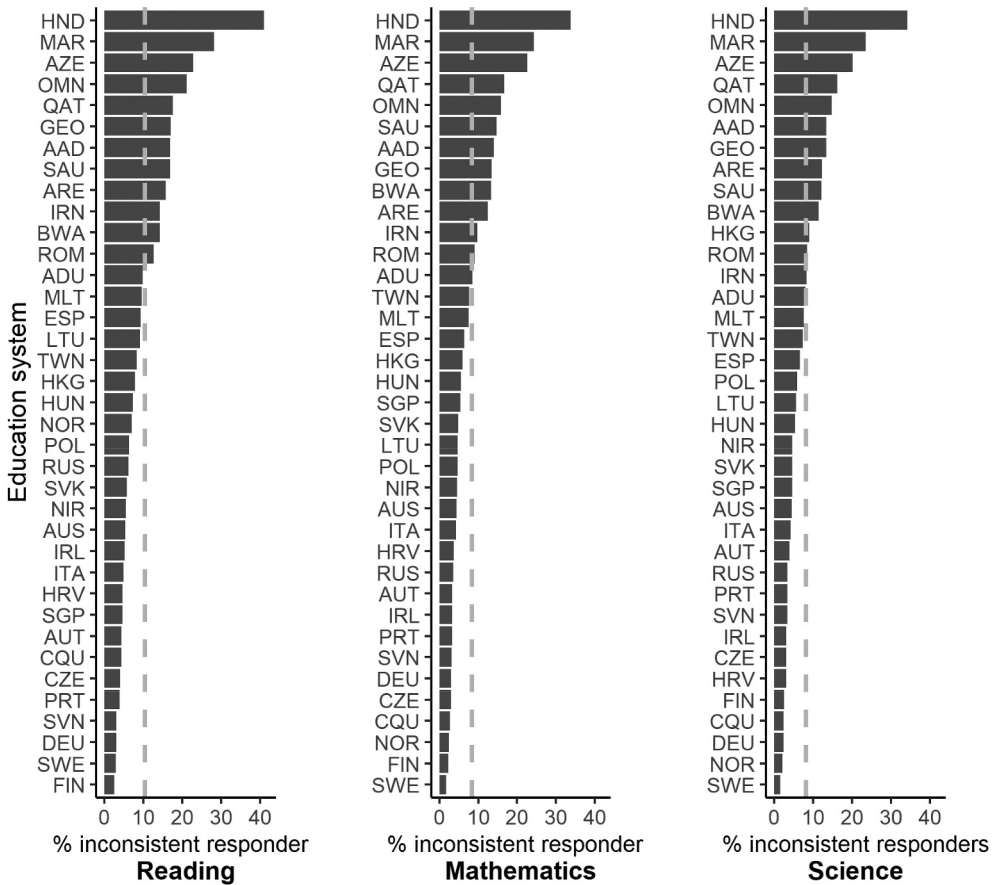 Education system
HND
MAR
AZE
OMN
QAT
GEO
AAD
SAU
ARE
IRN
BWA
ROM
ADU
MLT
ESP
LTU
TWN
HKG
HUN
NOR
POL
RUS
SVK
NIR
AUS
IRL
ITA
HRV
SGP
AUT
CQU
CZE
PRT
SVN
DEU
SWE
FIN
0 10 20 30 40
% inconsistent responder
Reading
HND
MAR
AZE
QAT
OMN
SAU
AAD
GEO
BWA
ARE
IRN
ROM
ADU
TWN
MLT
ESP
HKG
HUN
SGP
SVK
LTU
POL
NIR
AUS
ITA
HRV
RUS
AUT
IRL
PRT
SVN
DEU
CZE
CQU
NOR
FIN
SWE
0 10 20 30 40
% inconsistent responder
Mathematics
HND
MAR
AZE
QAT
OMN
AAD
GEO
ARE
SAU
BWA
HKG
ROM
IRN
ADU
MLT
TWN
ESP
POL
LTU
HUN
NIR
SVK
SGP
AUS
ITA
AUT
RUS
PRT
SVN
IRL
CZE
HRV
FIN
CQU
DEU
NOR
SWE
0 10 20 30 40
% inconsistent responders
Science